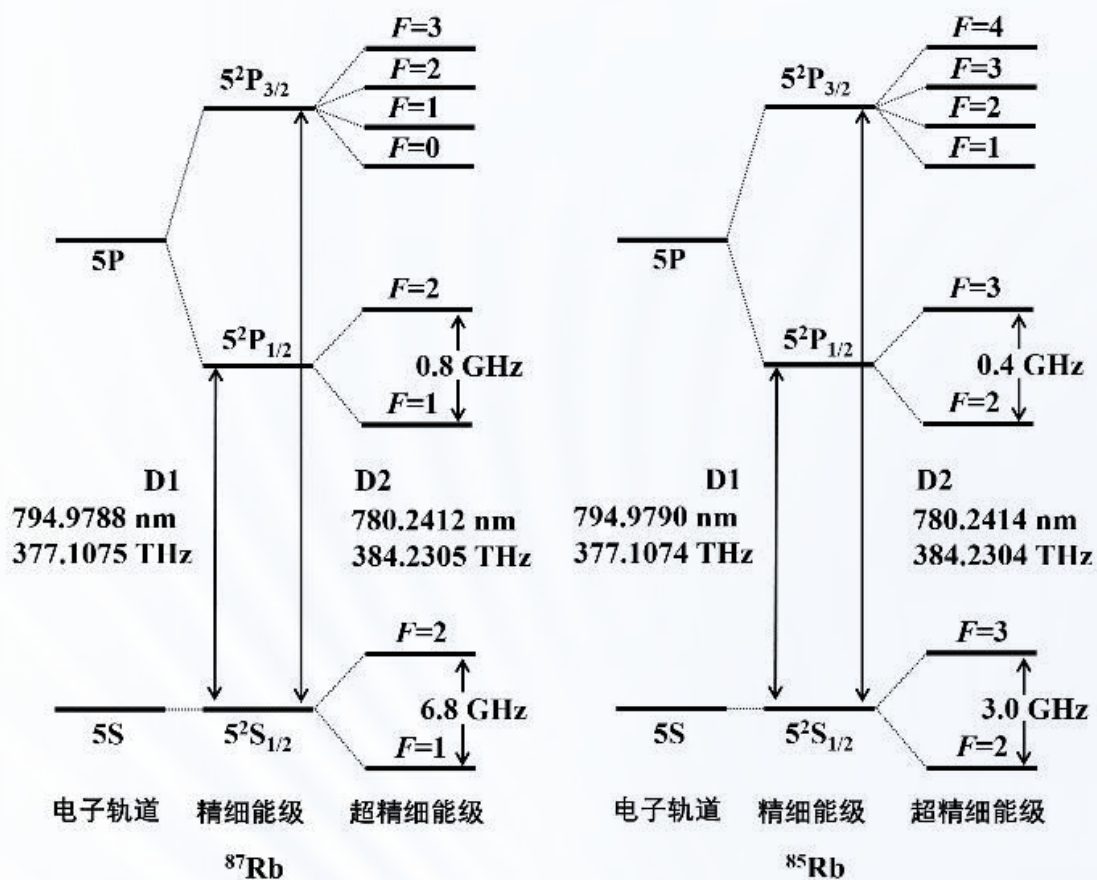 F=3
F=2
F=1
F=0
5²P₃/₂
5P
F=2
5²P₁/₂
0.8 GHz
F=1
D1
794.9788 nm
377.1075 THz
D2
780.2412 nm
384.2305 THz
F=2
6.8 GHz
5S
5²S₁/₂
F=1
电子轨道 精细能级 超精细能级
⁸⁷Rb
F=4
F=3
F=2
F=1
5²P₃/₂
5P
F=3
5²P₁/₂
0.4 GHz
F=2
D1
794.9790 nm
377.1074 THz
D2
780.2414 nm
384.2304 THz
F=3
3.0 GHz
5S
5²S₁/₂
F=2
电子轨道 精细能级 超精细能级
⁸⁵Rb